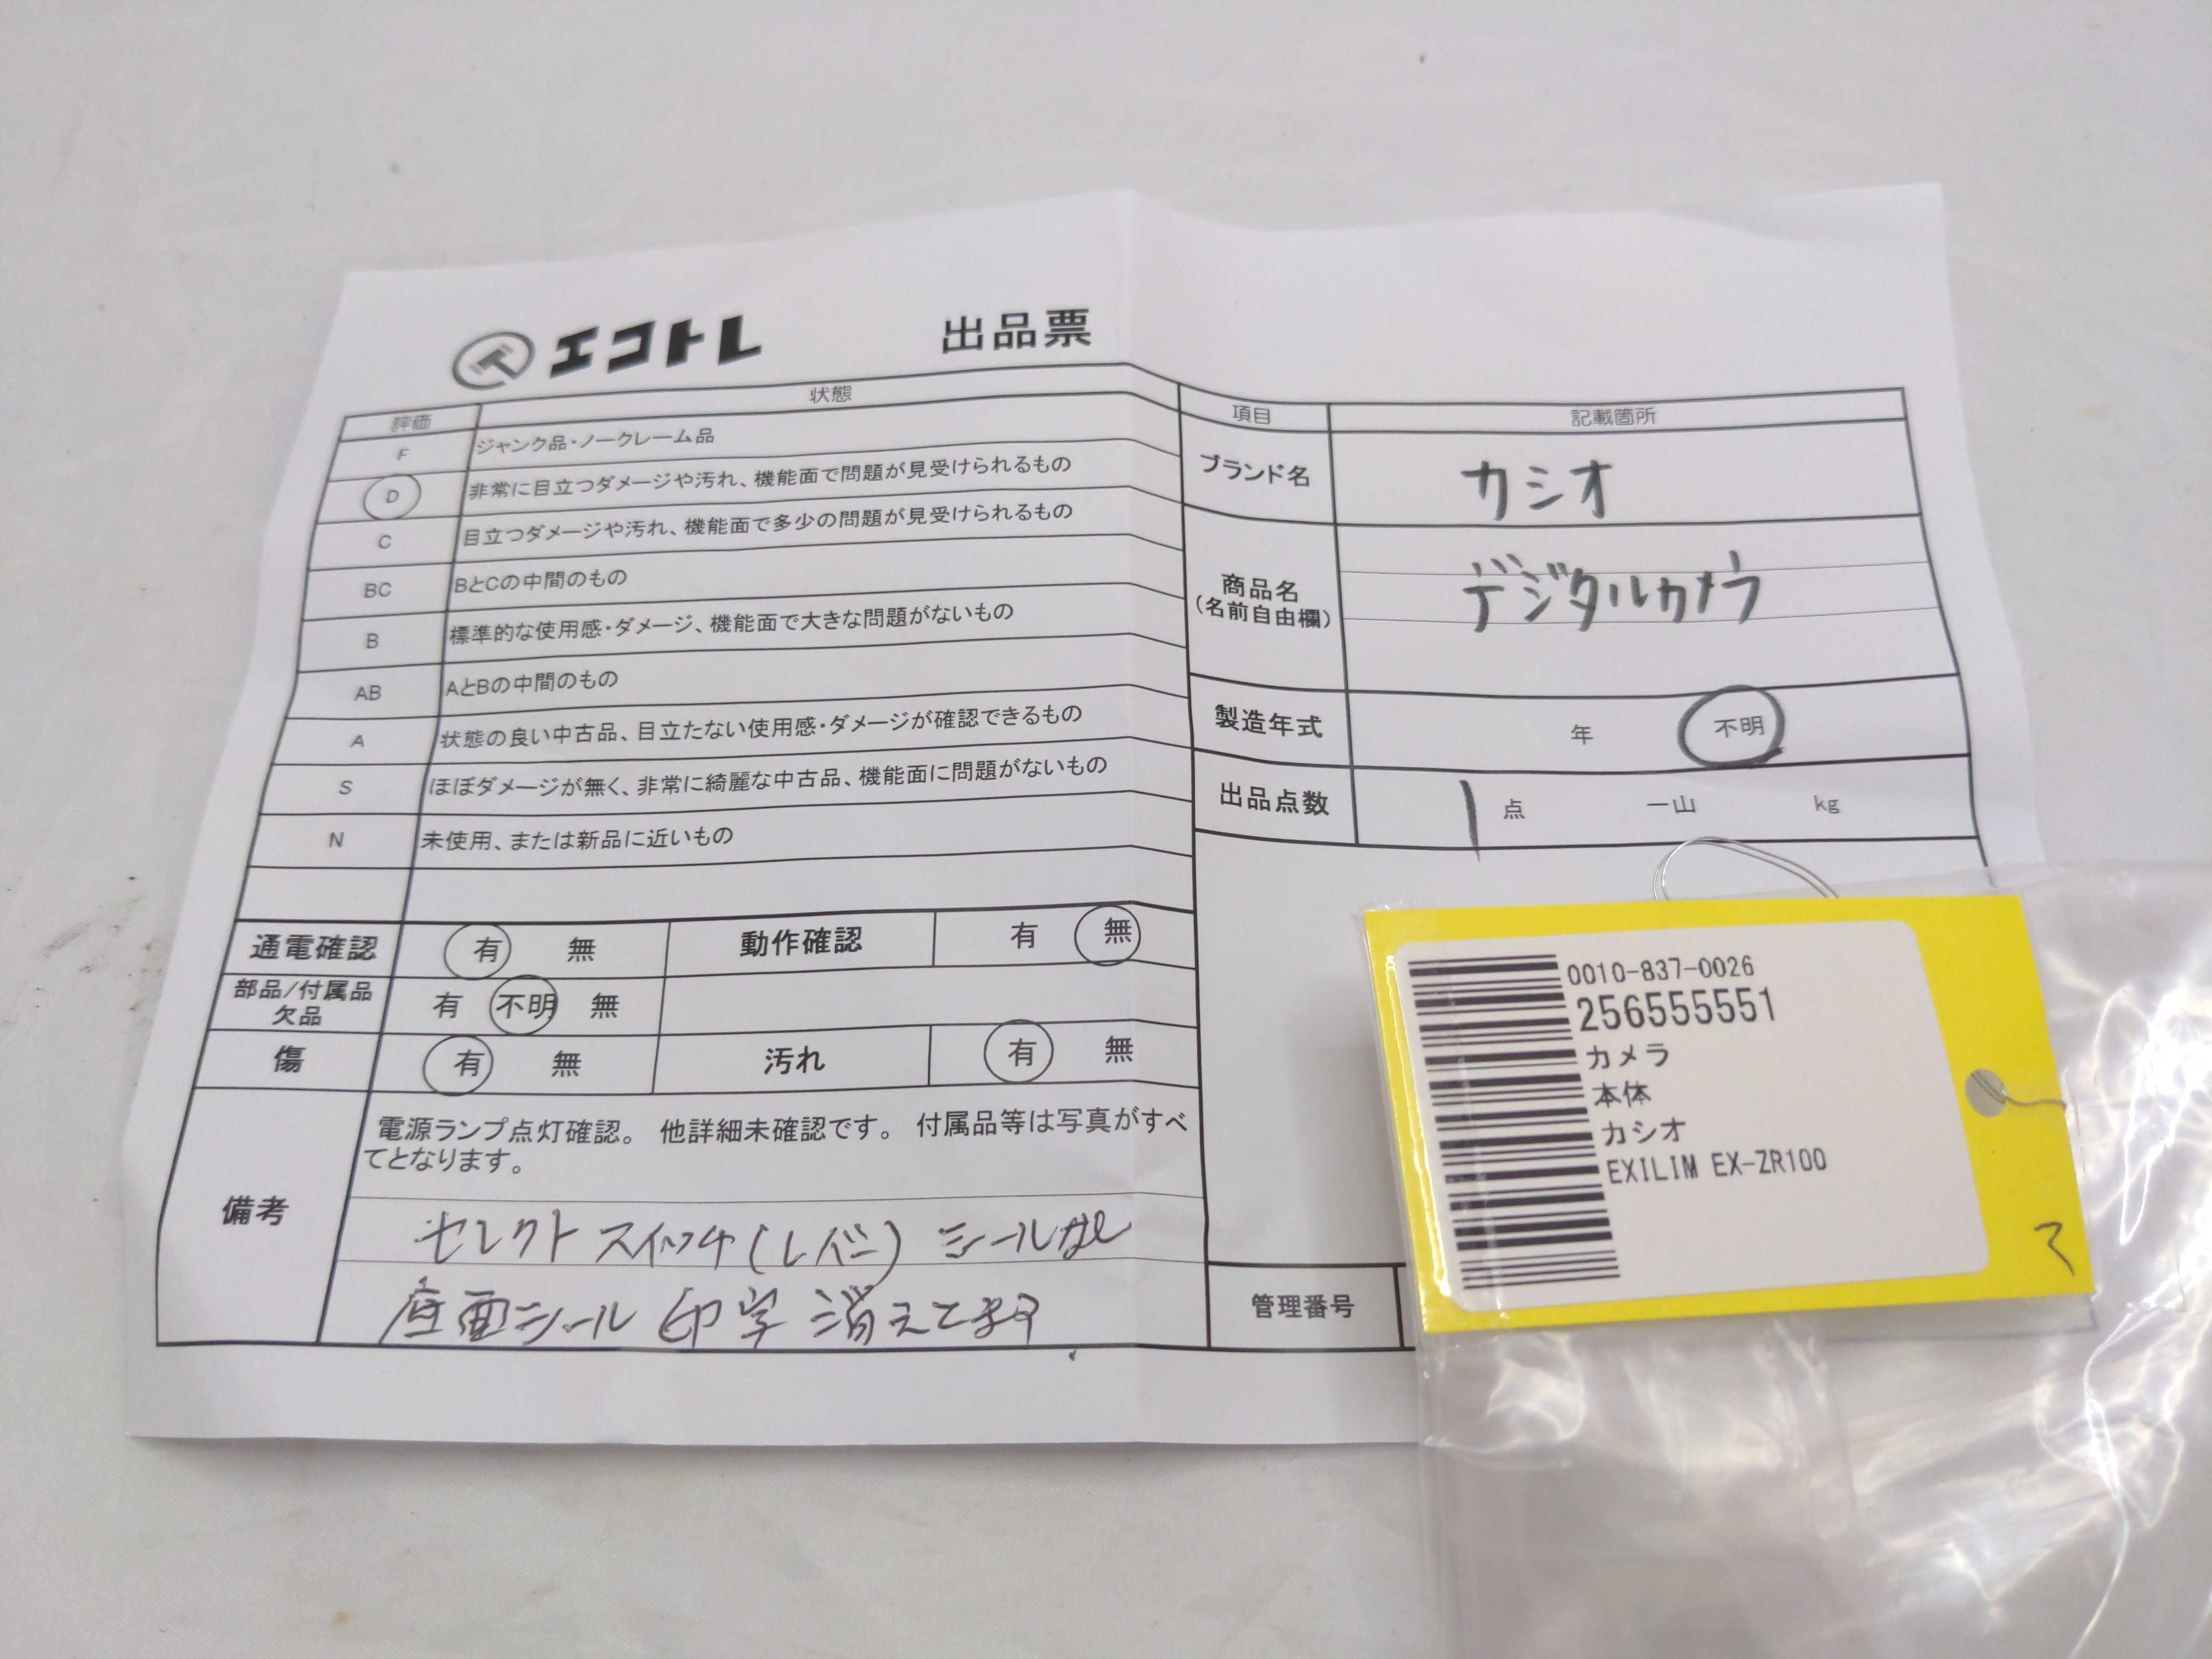 エコトレ 出品票
評価 状態
F ジャンク品・ノークレーム品
D 非常に目立つダメージや汚れ、機能面で問題が見受けられるもの
C 目立つダメージや汚れ、機能面で多少の問題が見受けられるもの
BC BとCの中間のもの
B 標準的な使用感・ダメージ、機能面で大きな問題がないもの
AB AとBの中間のもの
A 状態の良い中古品、目立たない使用感・ダメージが確認できるもの
S ほぼダメージが無く、非常に綺麗な中古品、機能面に問題がないもの
N 未使用、または新品に近いもの
通電確認 有 無 動作確認 有 無
部品/付属品
欠品 有 不明 無
傷 有 無 汚れ 有 無
備考
電源ランプ点灯確認。 他詳細未確認です。 付属品等は写真がすべ
てとなります。
セレクトスイッチ(レバー) シールなし
底面シール 印字 消えてます
項目 記載箇所
ブランド名 カシオ
商品名
(名前自由欄)
デジタルカメラ
製造年式 年 不明
出品点数 1 点 一山 kg
管理番号
0010-837-0026
256555551
カメラ
本体
カシオ
EXILIM EX-ZR100